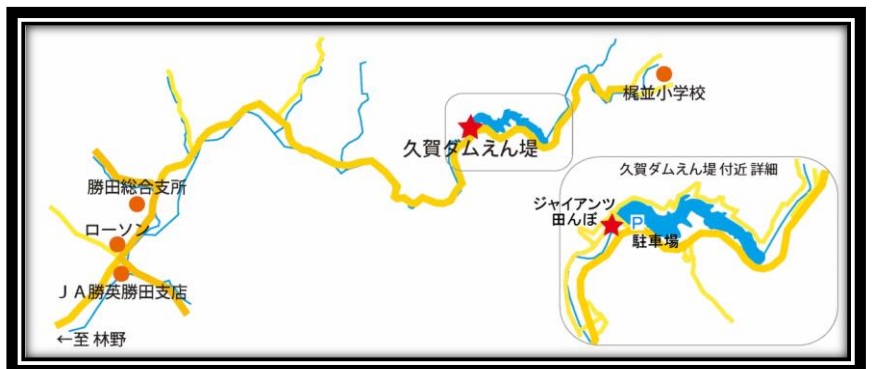 梶並小学校
久賀ダムえん堤
勝田総合支所
ローソン
JA勝英勝田支店
←至 林野
久賀ダムえん堤 付近 詳細
ジャイアンツ
田んぼ
P
駐車場